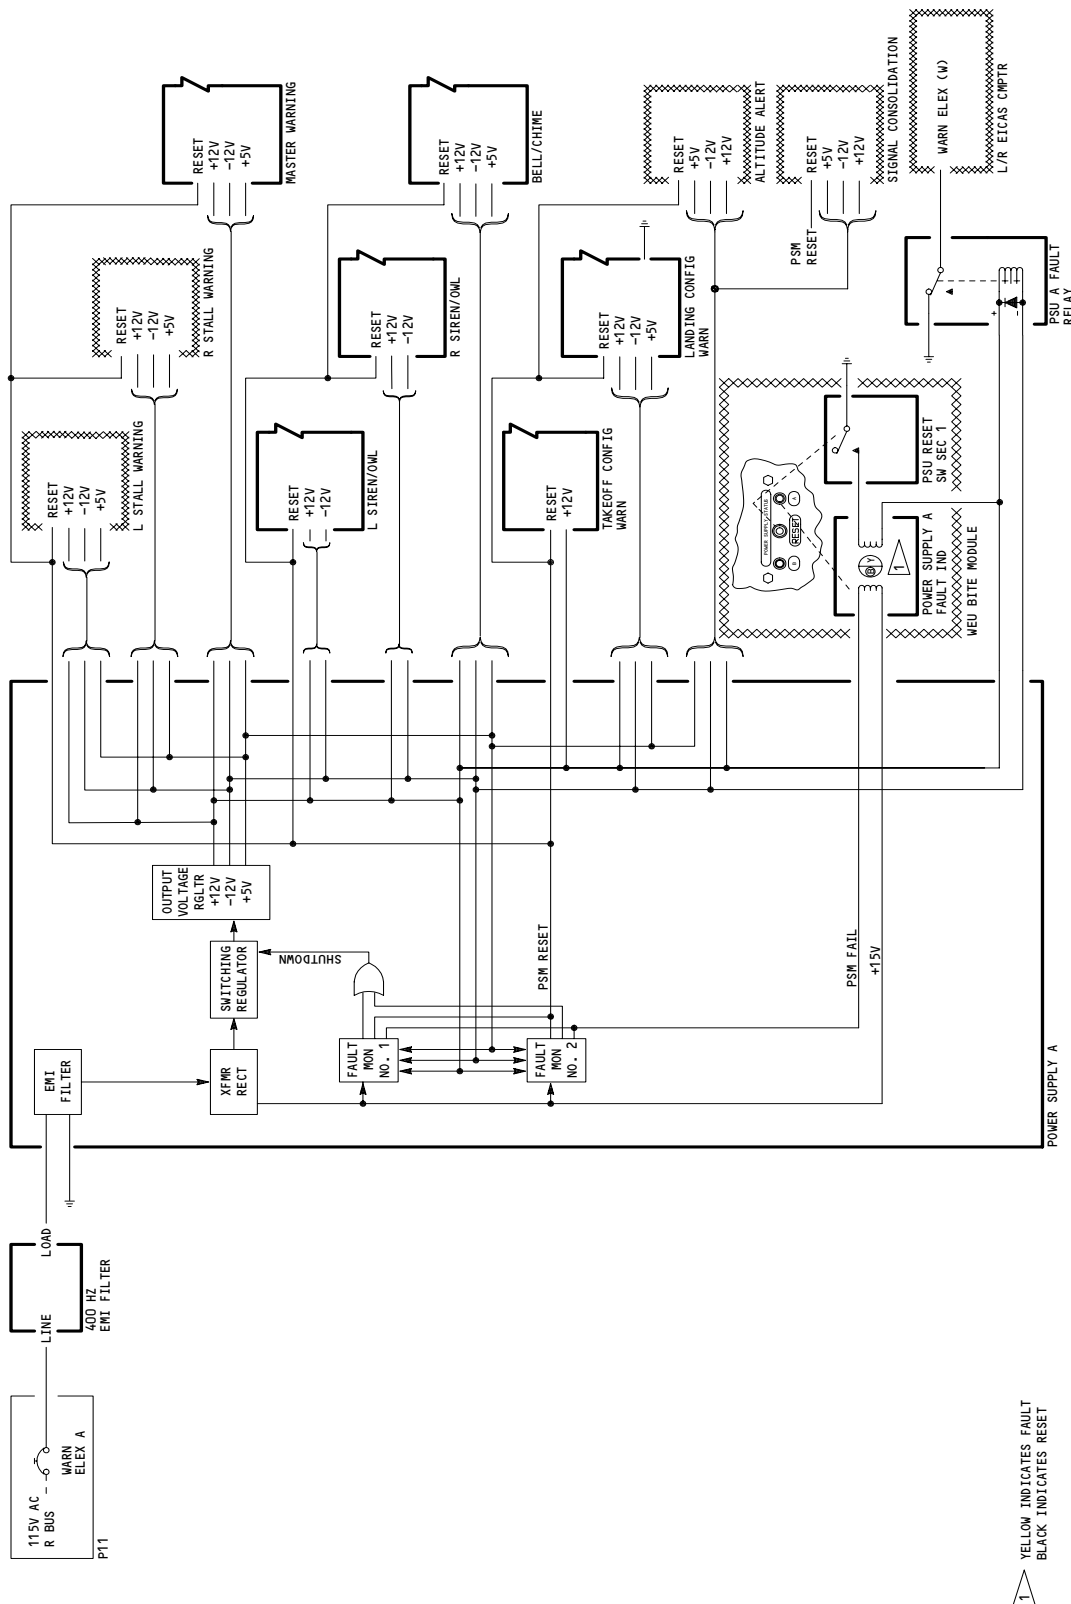 115V AC
R BUS
WARN
ELEX A
P11
LINE
LOAD
400 HZ
EMI FILTER
EMI
FILTER
XFMR
RECT
SWITCHING
REGULATOR
OUTPUT
VOLTAGE
RGLTR
+12V
-12V
+5V
SHUTDOWN
FAULT
MON
NO. 1
FAULT
MON
NO. 2
PSM RESET
PSM FAIL
+15V
POWER SUPPLY A
RESET
+12V
-12V
+5V
L STALL WARNING
RESET
+12V
-12V
+5V
R STALL WARNING
RESET
+12V
-12V
+5V
MASTER WARNING
RESET
+12V
-12V
L SIREN/OWL
RESET
+12V
-12V
R SIREN/OWL
RESET
+12V
-12V
+5V
BELL/CHIME
RESET
+12V
TAKEOFF CONFIG
WARN
RESET
+12V
-12V
+5V
LANDING CONFIG
WARN
RESET
+5V
-12V
+12V
ALTITUDE ALERT
PSM
RESET
RESET
+5V
-12V
+12V
SIGNAL CONSOLIDATION
WARN ELEX (W)
L/R EICAS CMPTR
+
-
PSU A FAULT
RELAY
POWER SUPPLY STATUS
RESET
A
PSU RESET
SW SEC 1
B Y
1
POWER SUPPLY A
FAULT IND
WEU BITE MODULE
1
YELLOW INDICATES FAULT
BLACK INDICATES RESET